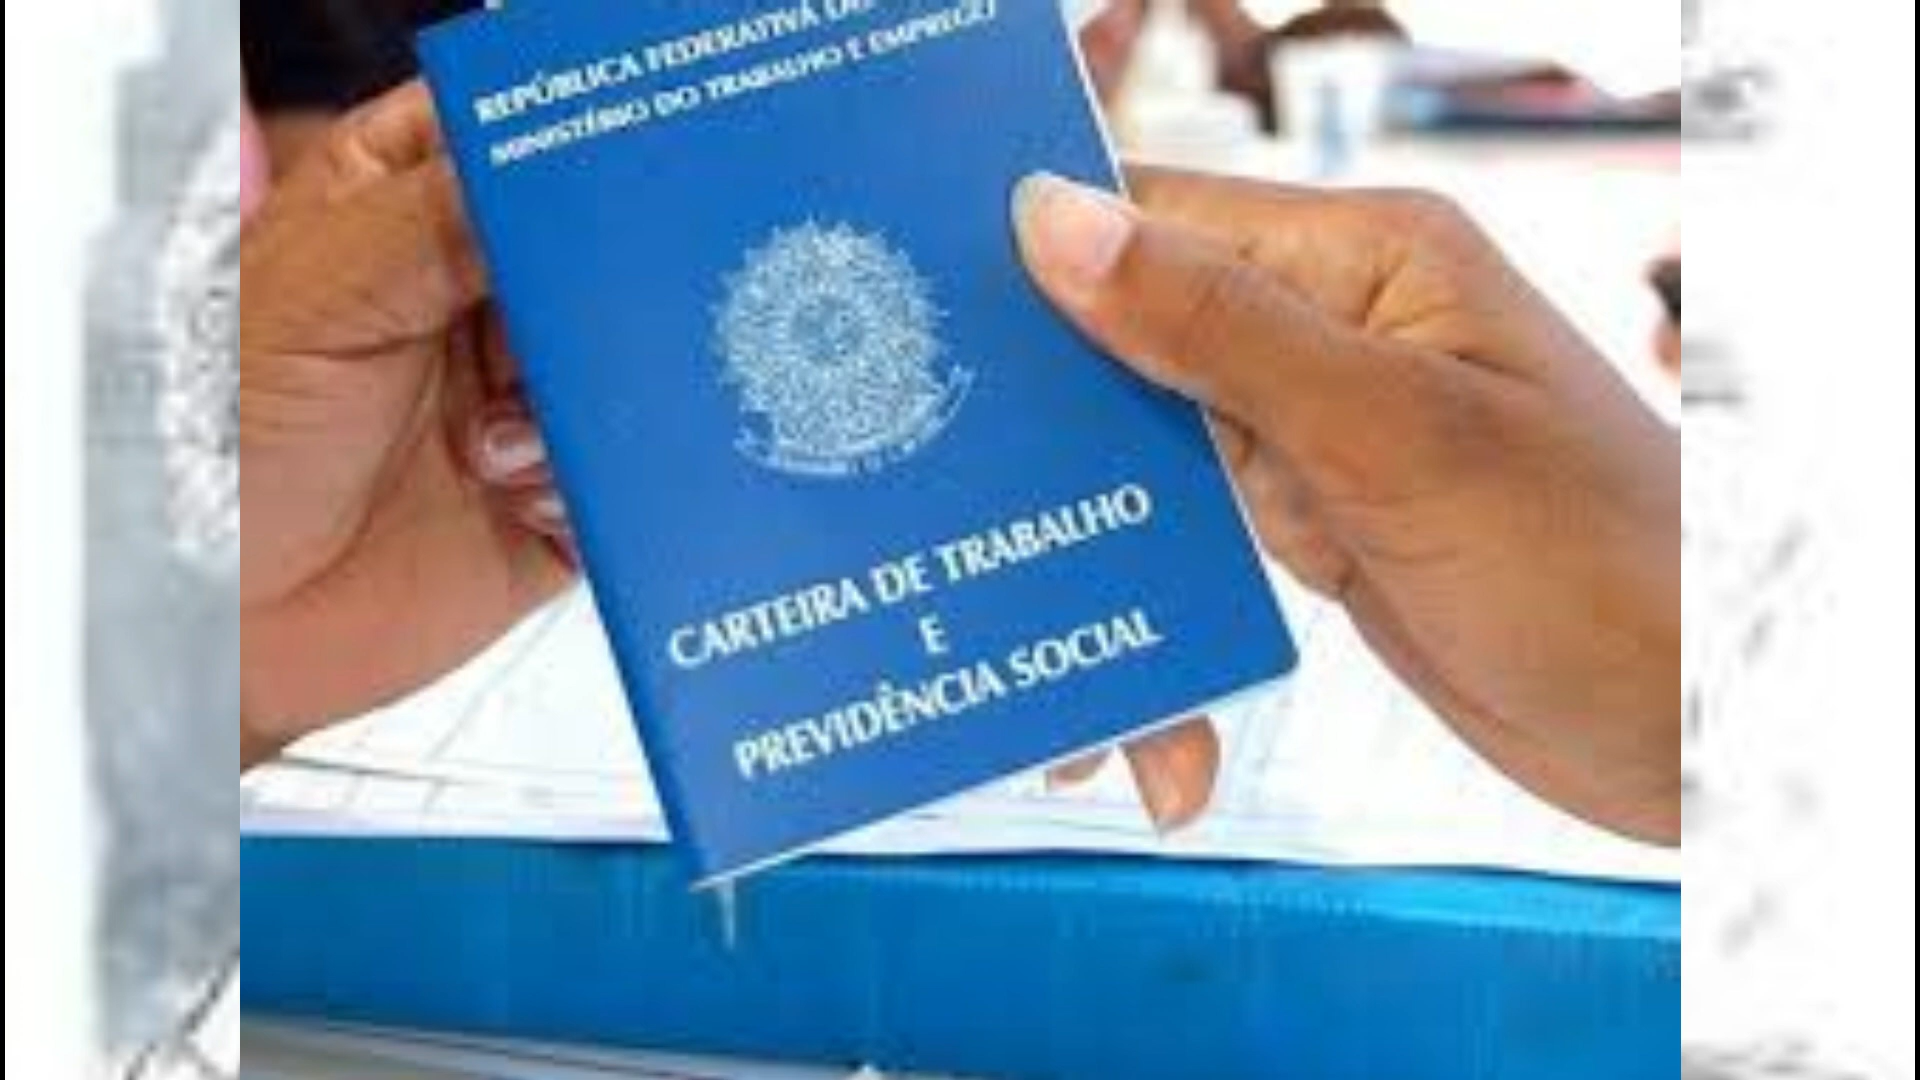 REPÚBLICA FEDERATIVA
MINISTÉRIO DO TRABALHO E EMPREGO
CARTEIRA DE TRABALHO
E
PREVIDÊNCIA SOCIAL